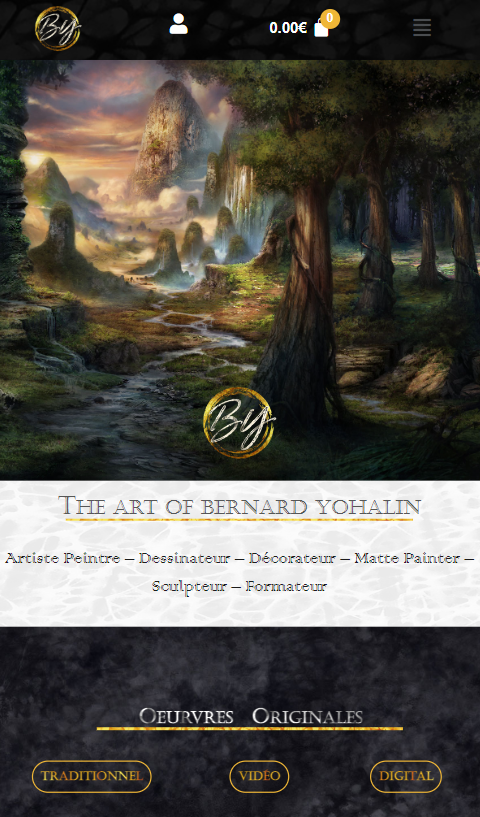 By
0.00€ 0
By
THE ART OF BERNARD YOHALIN
Artiste Peintre – Dessinateur – Décorateur – Matte Painter –
Sculpteur – Formateur
OEURVRES ORIGINALES
TRADITIONNEL VIDÉO DIGITAL